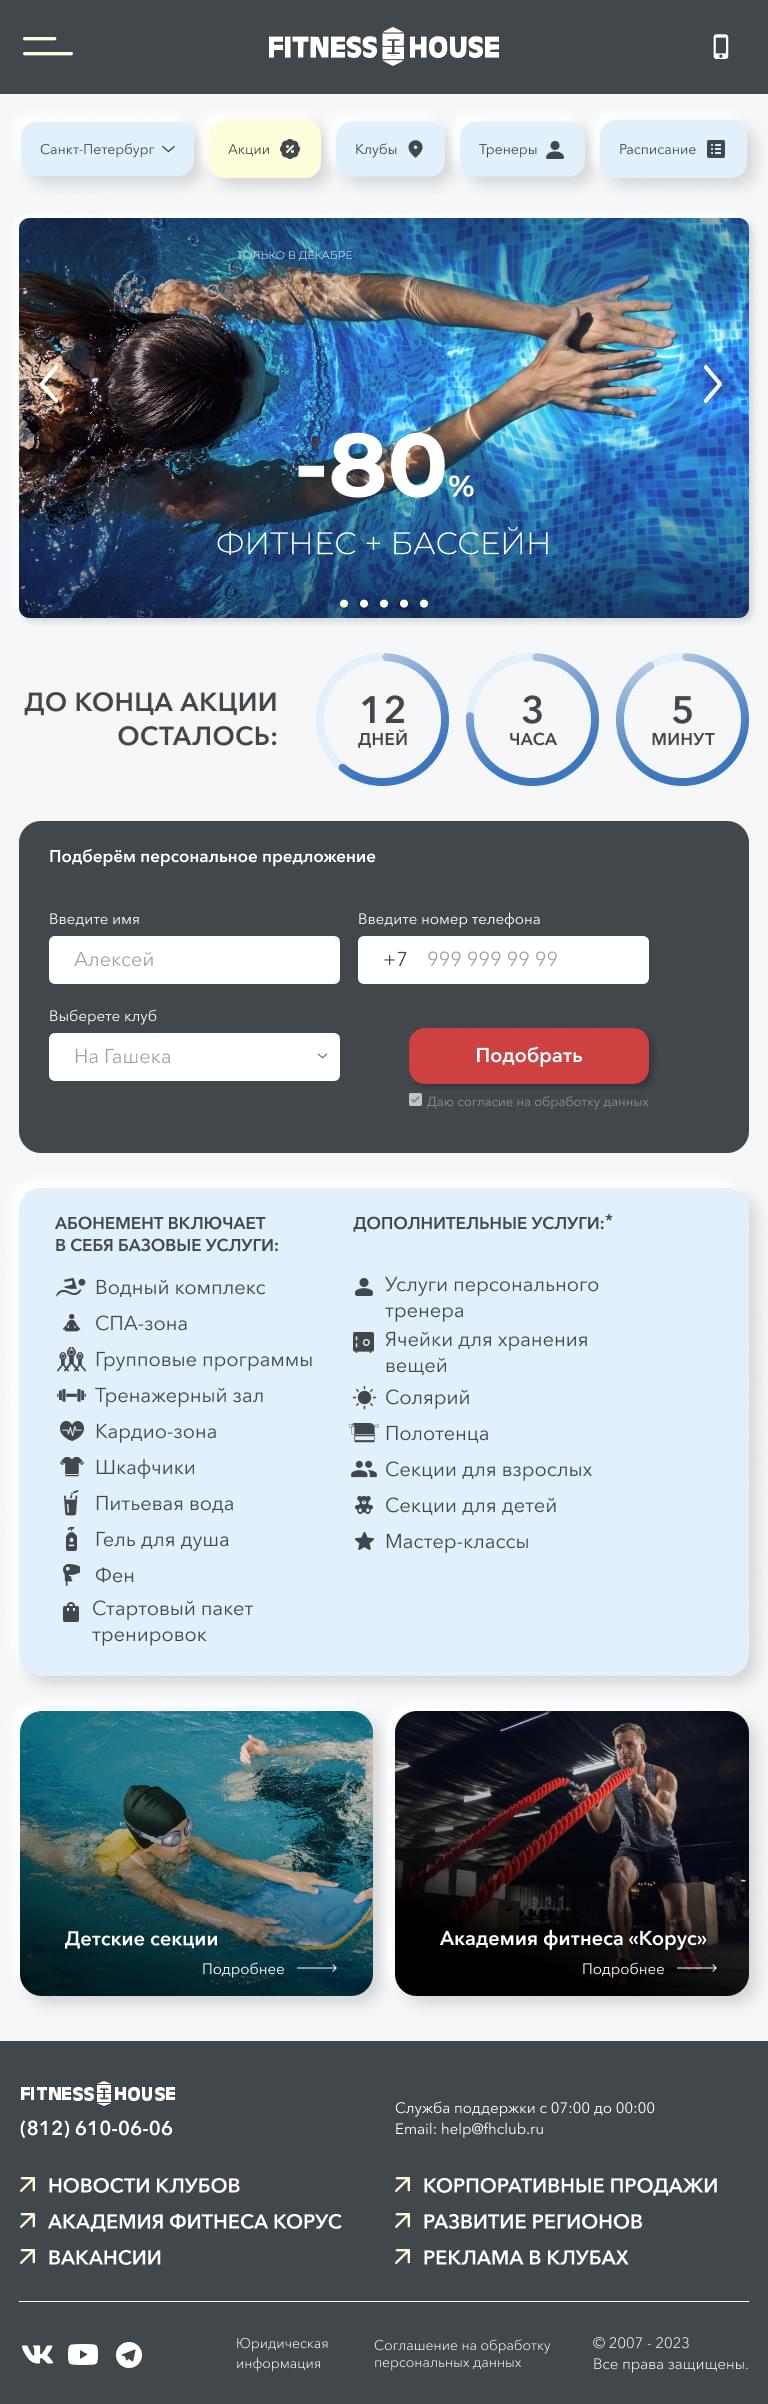 FITNESS HOUSE
Санкт-Петербург
Акции
Клубы
Тренеры
Расписание
ТОЛЬКО В ДЕКАБРЕ
-80%
ФИТНЕС + БАССЕЙН
ДО КОНЦА АКЦИИ
ОСТАЛОСЬ:
12
ДНЕЙ
3
ЧАСА
5
МИНУТ
Подберём персональное предложение
Введите имя
Алексей
Введите номер телефона
+7 999 999 99 99
Выберете клуб
На Гашека
Подобрать
Даю согласие на обработку данных
АБОНЕМЕНТ ВКЛЮЧАЕТ
В СЕБЯ БАЗОВЫЕ УСЛУГИ:
Водный комплекс
СПА-зона
Групповые программы
Тренажерный зал
Кардио-зона
Шкафчики
Питьевая вода
Гель для душа
Фен
Стартовый пакет
тренировок
ДОПОЛНИТЕЛЬНЫЕ УСЛУГИ:*
Услуги персонального
тренера
Ячейки для хранения
вещей
Солярий
Полотенца
Секции для взрослых
Секции для детей
Мастер-классы
Детские секции
Подробнее
Академия фитнеса «Корус»
Подробнее
FITNESS HOUSE
(812) 610-06-06
Служба поддержки с 07:00 до 00:00
Email: help@fhclub.ru
НОВОСТИ КЛУБОВ
АКАДЕМИЯ ФИТНЕСА КОРУС
ВАКАНСИИ
КОРПОРАТИВНЫЕ ПРОДАЖИ
РАЗВИТИЕ РЕГИОНОВ
РЕКЛАМА В КЛУБАХ
Юридическая
информация
Соглашение на обработку
персональных данных
© 2007 - 2023
Все права защищены.